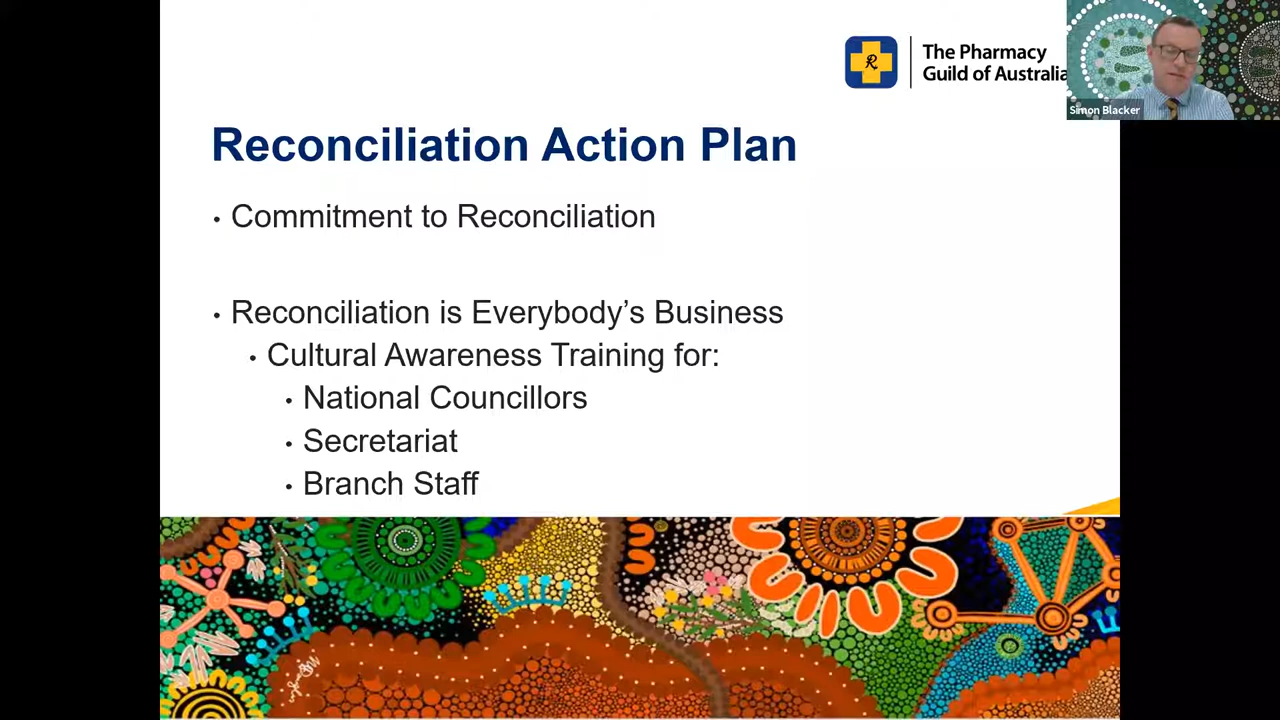 The Pharmacy
Guild of Australia
Simon Blacker
Reconciliation Action Plan
• Commitment to Reconciliation
• Reconciliation is Everybody’s Business
• Cultural Awareness Training for:
• National Councillors
• Secretariat
• Branch Staff